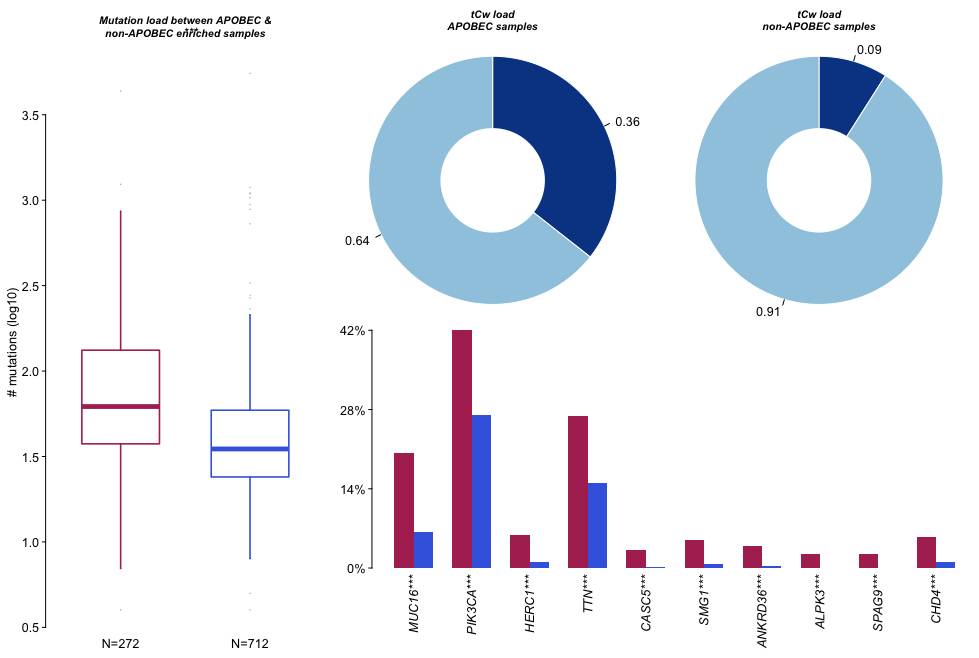 Mutation load between APOBEC &
non-APOBEC enriched samples
***
tCw load
APOBEC samples
tCw load
non-APOBEC samples
0.36
0.64
0.09
0.91
# mutations (log10)
3.5
3.0
2.5
2.0
1.5
1.0
0.5
N=272
N=712
42%
28%
14%
0%
MUC16***
PIK3CA***
HERC1***
TTN***
CASC5***
SMG1***
ANKRD36***
ALPK3***
SPAG9***
CHD4***